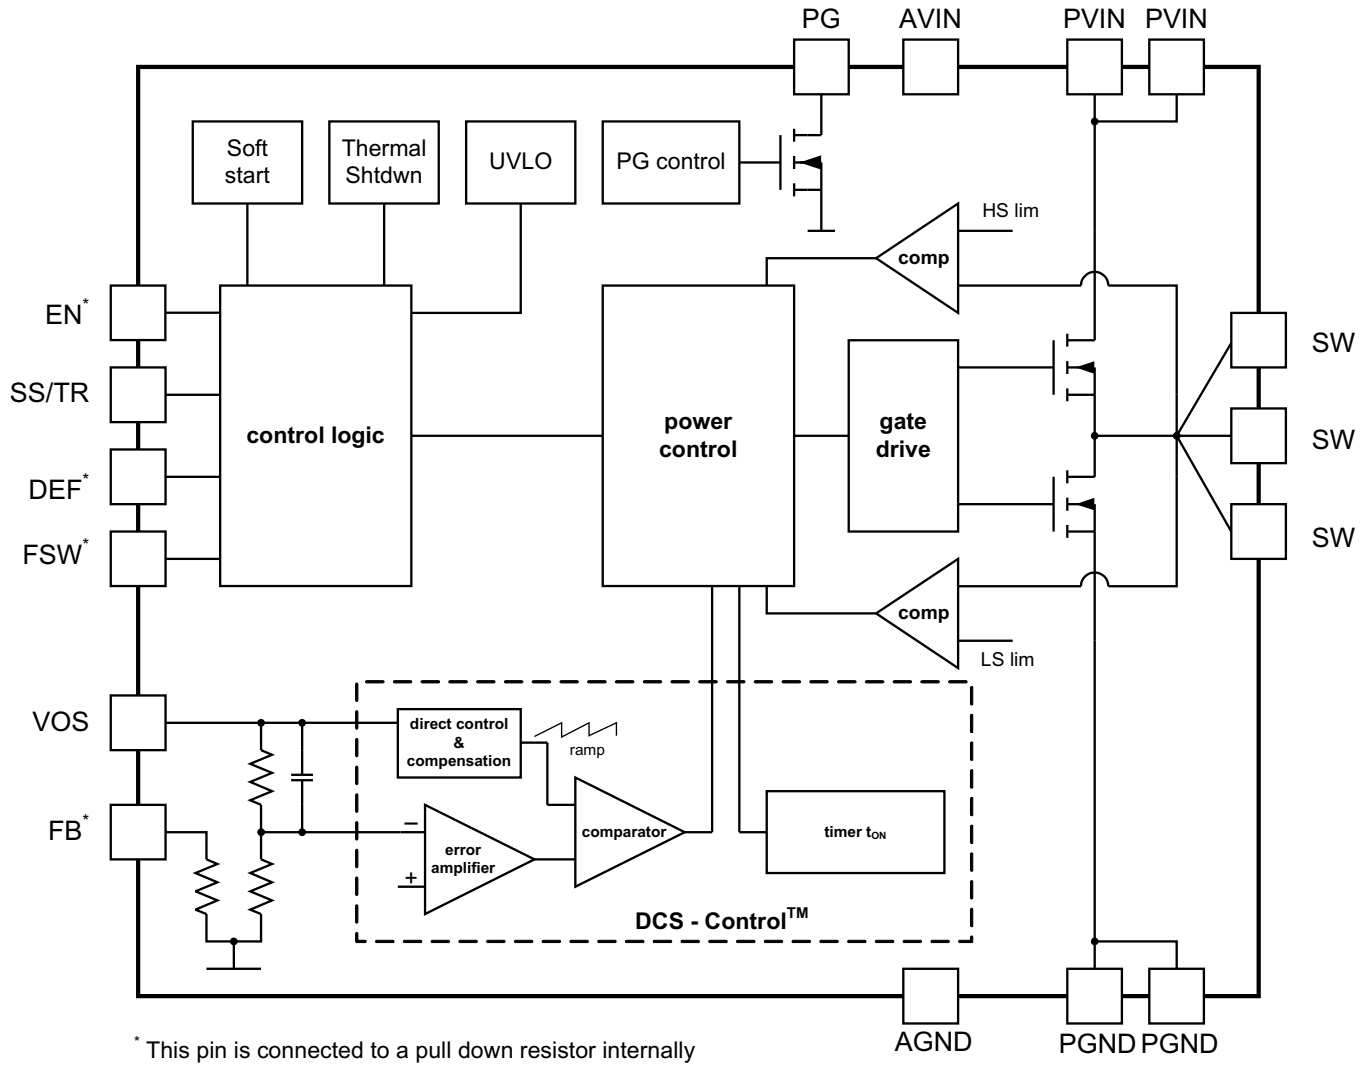 PG
AVIN
PVIN
PVIN
Soft
start
Thermal
Shtdwn
UVLO
PG control
HS lim
comp
EN*
SS/TR
DEF*
FSW*
control logic
power
control
gate
drive
SW
SW
SW
comp
LS lim
VOS
FB*
direct control
&
compensation
ramp
−
+
error
amplifier
comparator
timer tON
DCS - Control™
AGND
PGND
PGND
* This pin is connected to a pull down resistor internally